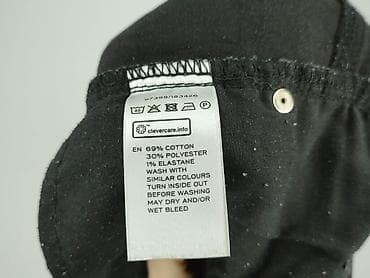 clevercare.info
EN 69% COTTON
30% POLYESTER
1% ELASTANE
WASH WITH
SIMILAR COLOURS
TURN INSIDE OUT
BEFORE WASHING
MAY DRY AND/OR
WET BLEED